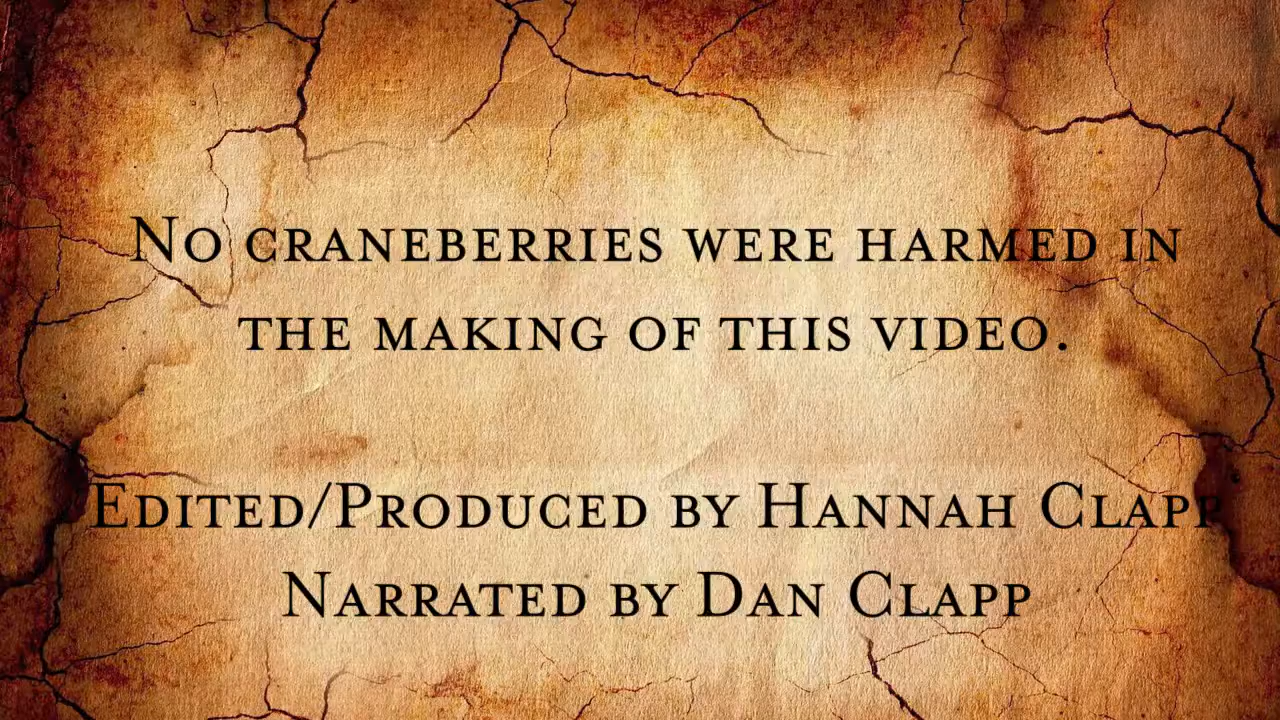 No craneberries were harmed in
the making of this video.
Edited/Produced by Hannah Clapp
Narrated by Dan Clapp